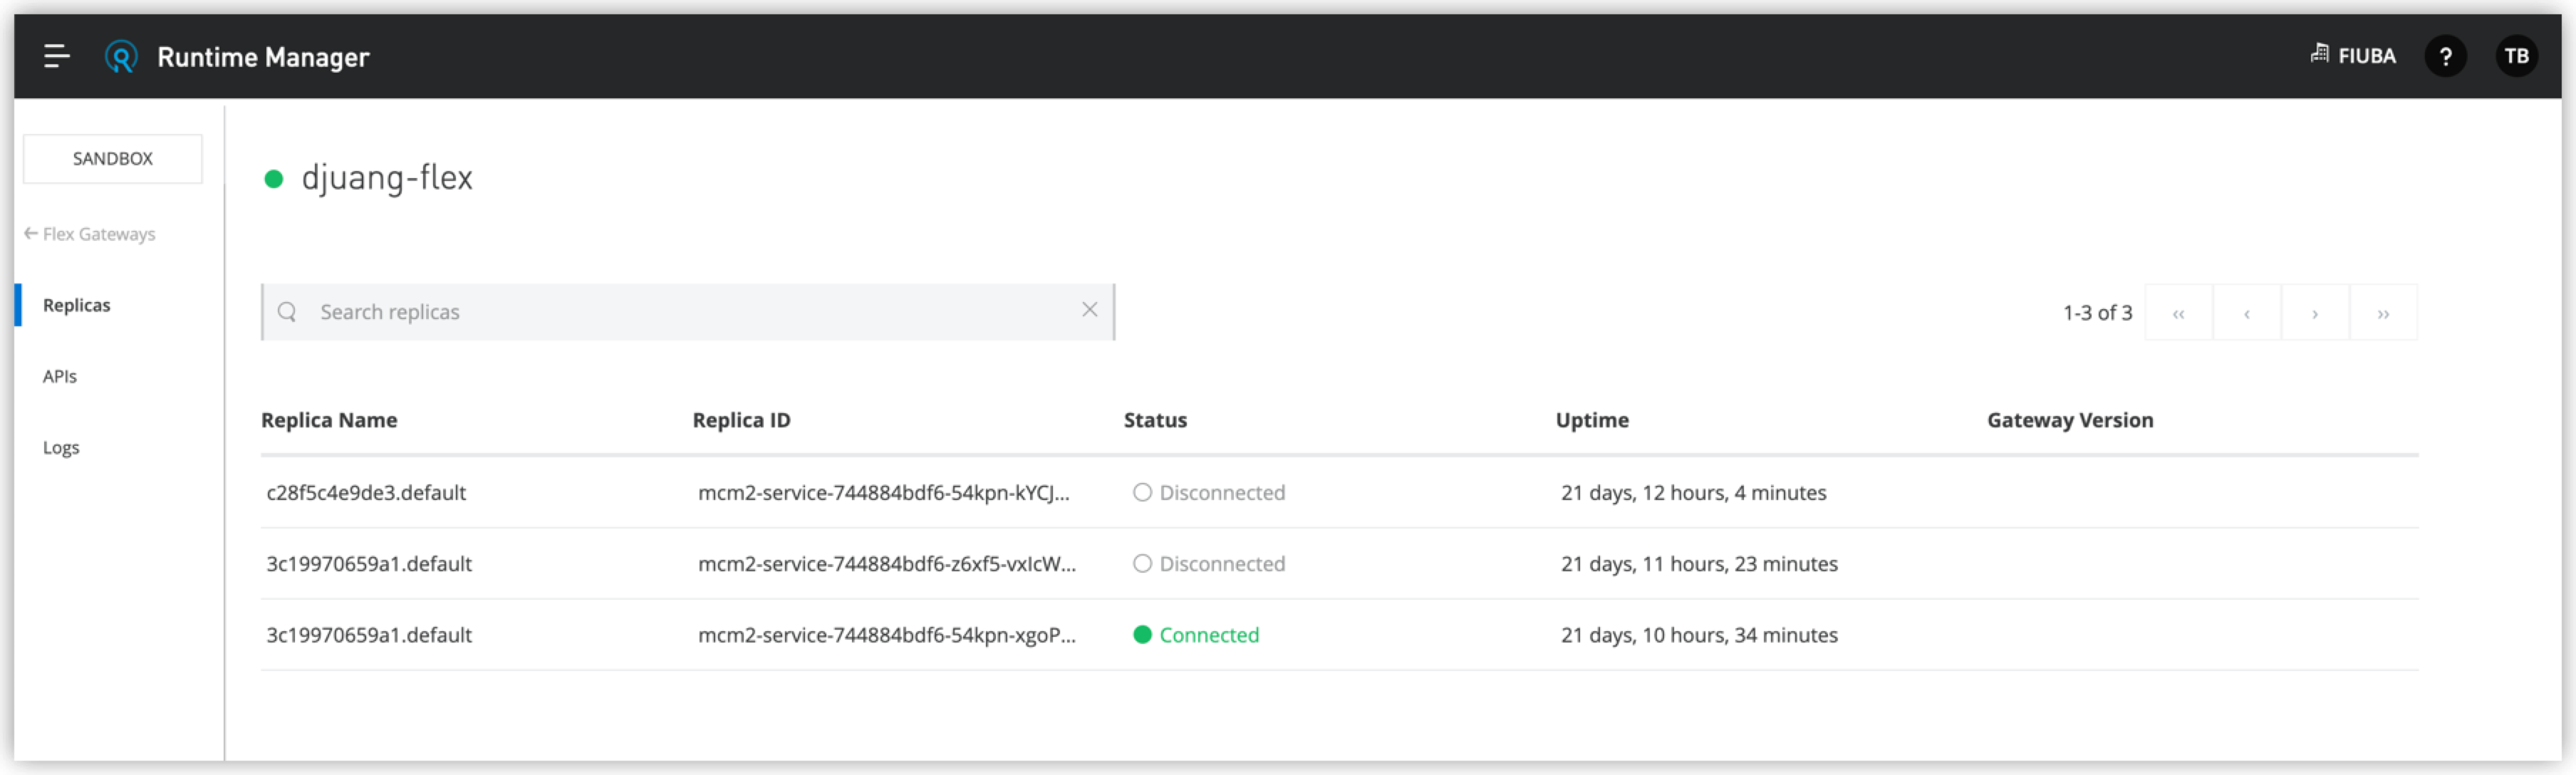 Runtime Manager
FIUBA ? TB
SANDBOX
← Flex Gateways
Replicas
APIs
Logs
djuang-flex
Search replicas
1-3 of 3 « ‹ › »
Replica Name Replica ID Status Uptime Gateway Version
c28f5c4e9de3.default mcm2-service-744884bdf6-54kpn-kYCJ... Disconnected 21 days, 12 hours, 4 minutes
3c19970659a1.default mcm2-service-744884bdf6-z6xf5-vxIcW... Disconnected 21 days, 11 hours, 23 minutes
3c19970659a1.default mcm2-service-744884bdf6-54kpn-xgoP... Connected 21 days, 10 hours, 34 minutes